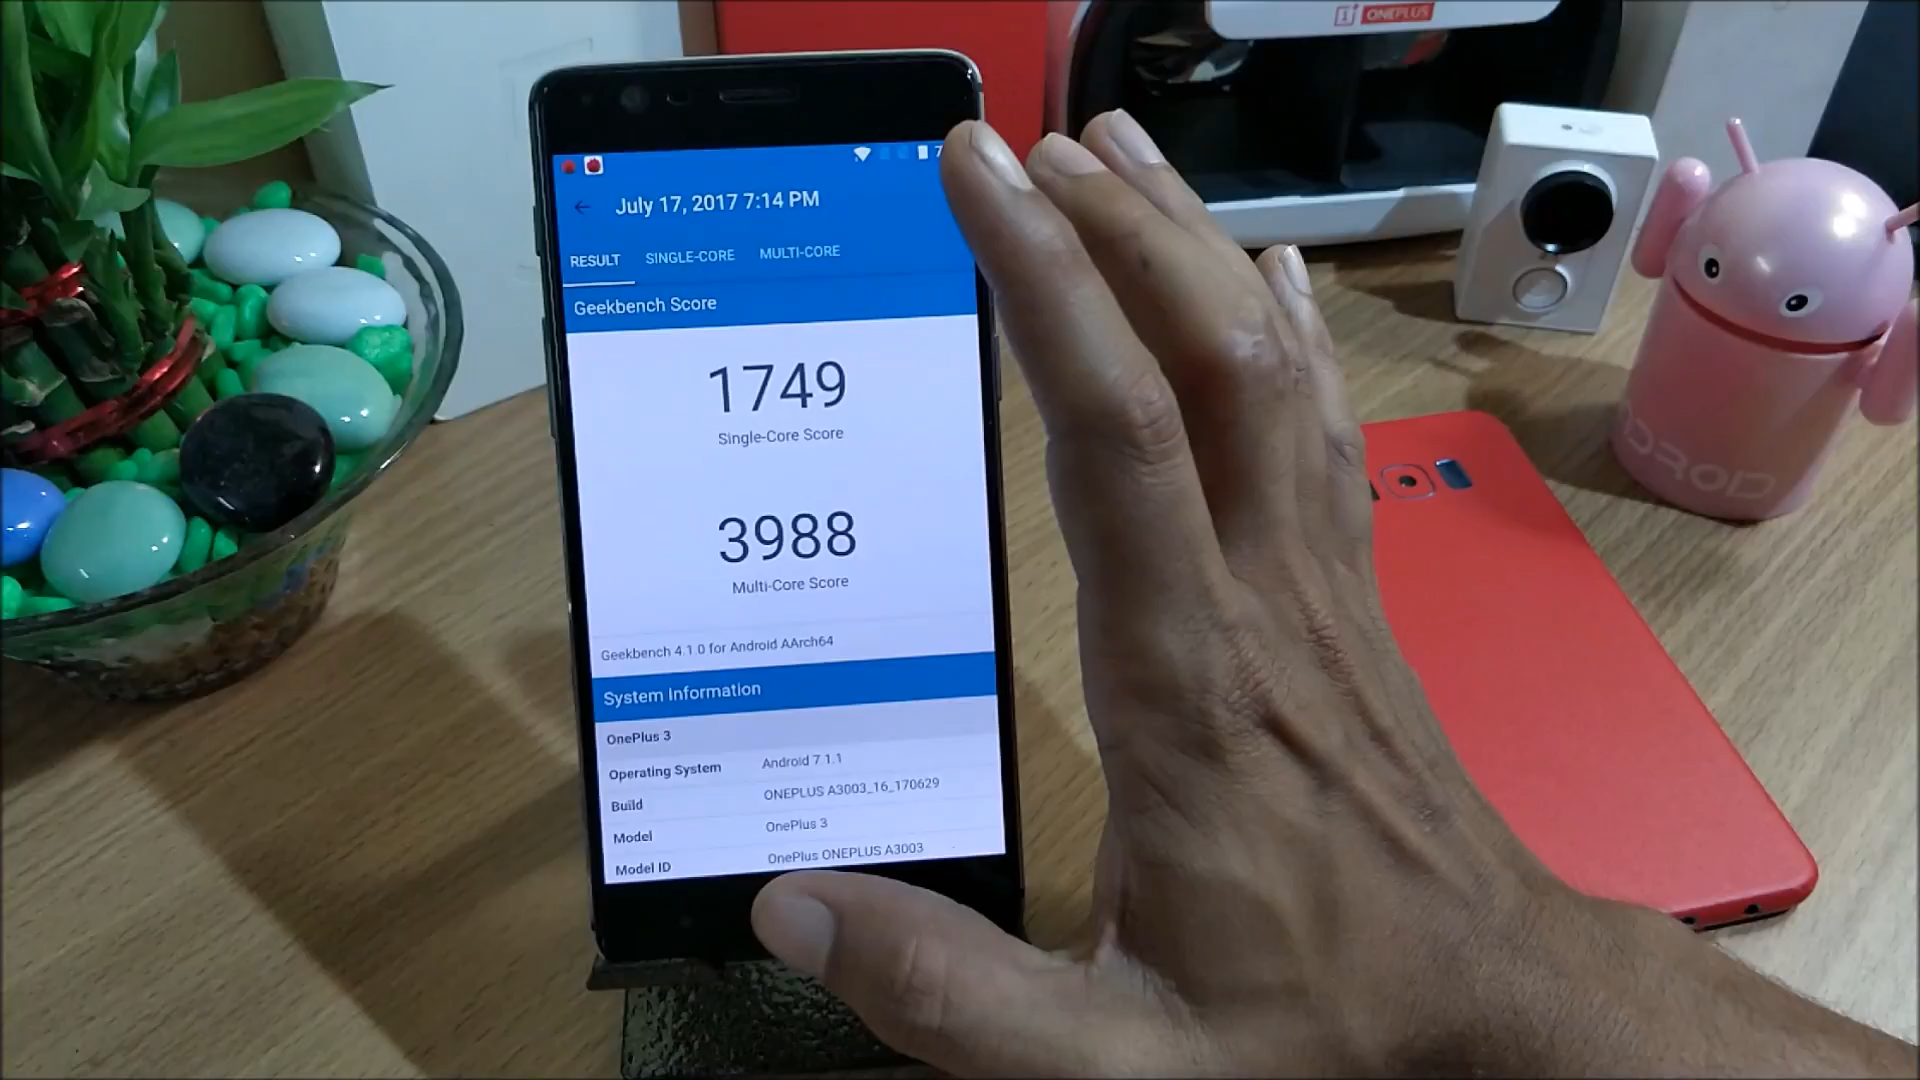 ONEPLUS
July 17, 2017 7:14 PM
RESULT SINGLE-CORE MULTI-CORE
Geekbench Score
1749
Single-Core Score
3988
Multi-Core Score
Geekbench 4.1.0 for Android AArch64
System Information
OnePlus 3
Operating System Android 7.1.1
Build ONEPLUS A3003_16_170629
Model OnePlus 3
Model ID OnePlus ONEPLUS A3003
NDROID